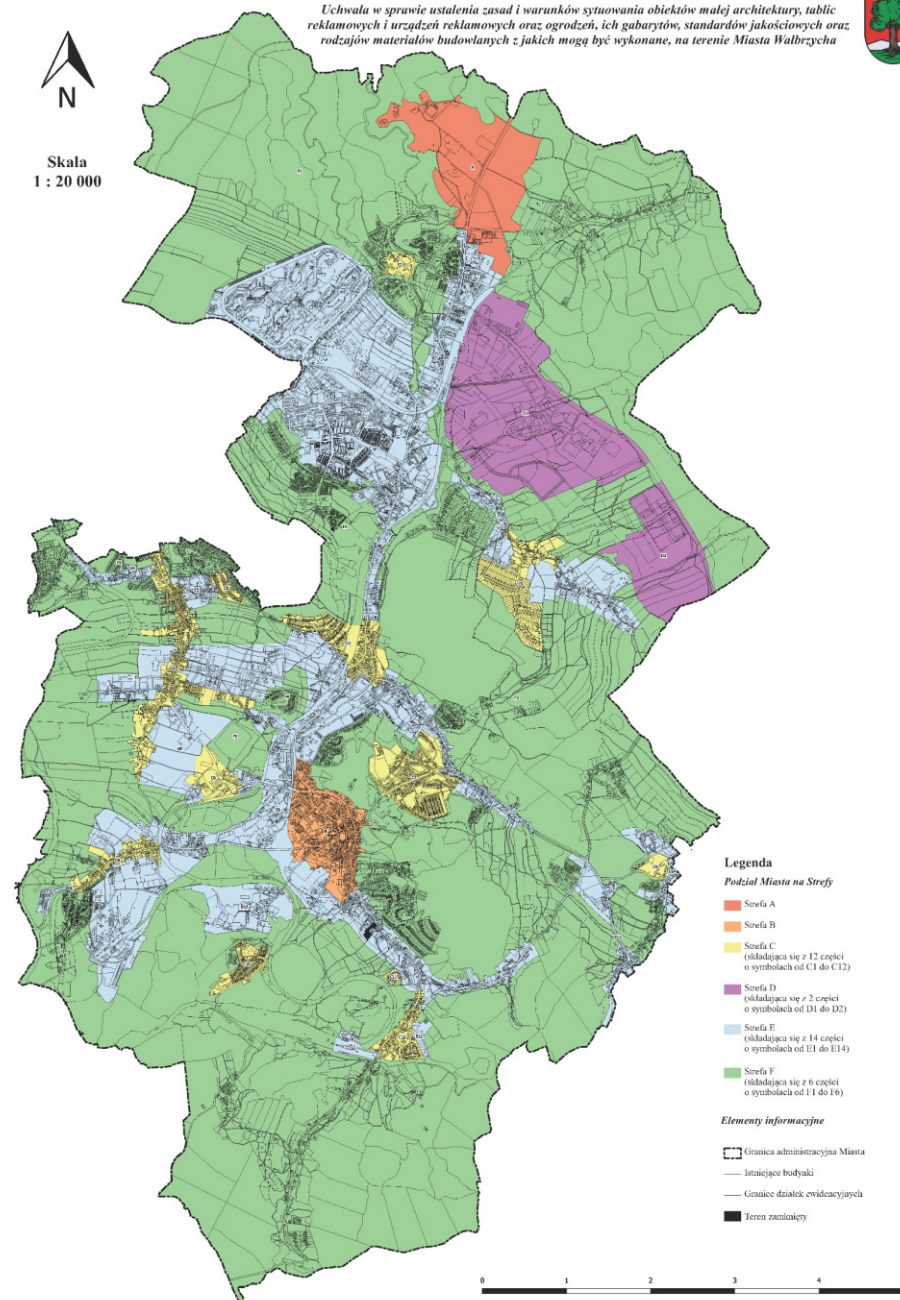 Uchwała w sprawie ustalenia zasad i warunków sytuowania obiektów małej architektury, tablic
reklamowych i urządzeń reklamowych oraz ogrodzeń, ich gabarytów, standardów jakościowych oraz
rodzajów materiałów budowlanych z jakich mogą być wykonane, na terenie Miasta Wałbrzycha
N
Skala
1 : 20 000
Legenda
Podział Miasta na Strefy
Strefa A
Strefa B
Strefa C
(składająca się z 12 części
o symbolach od C1 do C12)
Strefa D
(składająca się z 2 części
o symbolach od D1 do D2)
Strefa E
(składająca się z 14 części
o symbolach od E1 do E14)
Strefa F
(składająca się z 6 części
o symbolach od F1 do F6)
Elementy informacyjne
Granica administracyjna Miasta
Istniejące budynki
Granice działek ewidencyjnych
Teren zamknięty
0 1 2 3 4